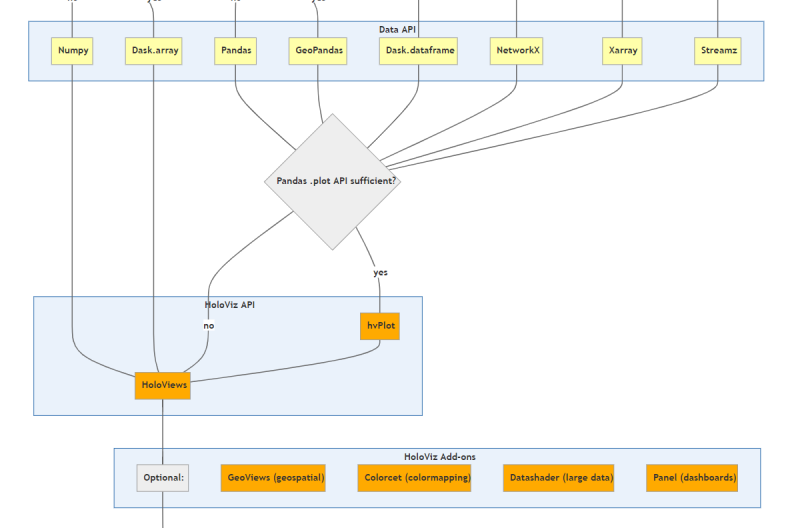 Data API
Numpy
Dask.array
Pandas
GeoPandas
Dask.dataframe
NetworkX
Xarray
Streamz
Pandas .plot API sufficient?
yes
HoloViz API
no
hvPlot
HoloViews
HoloViz Add-ons
Optional:
GeoViews (geospatial)
Colorcet (colormapping)
Datashader (large data)
Panel (dashboards)